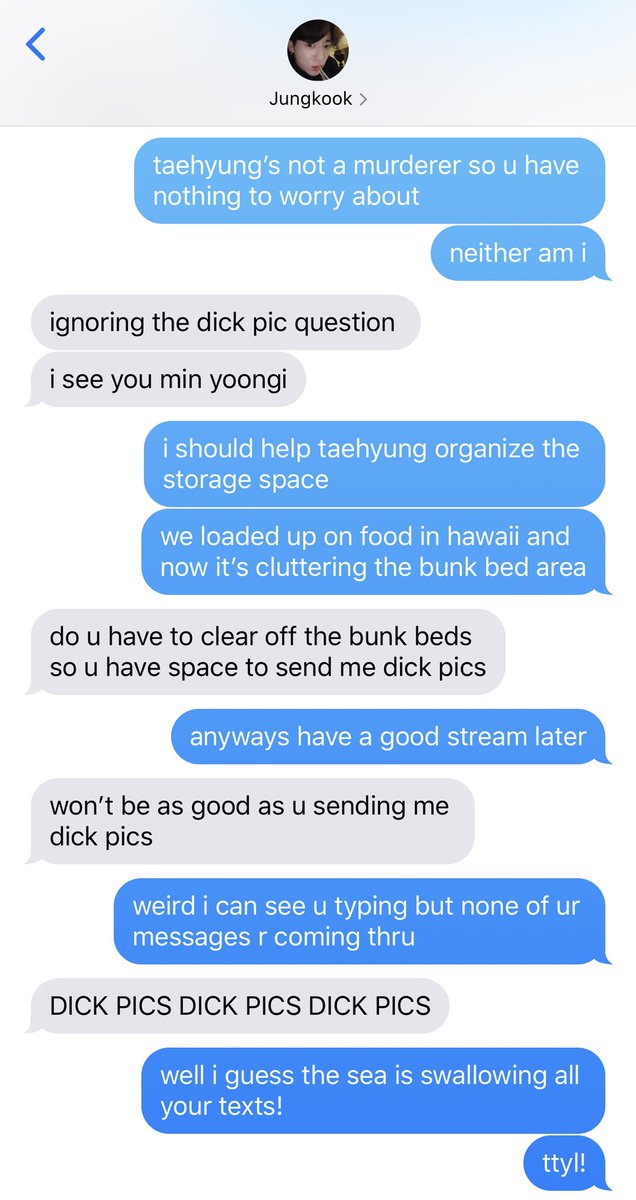 Jungkook
taehyung's not a murderer so u have
nothing to worry about
neither am i
ignoring the dick pic question
i see you min yoongi
i should help taehyung organize the
storage space
we loaded up on food in hawaii and
now it's cluttering the bunk bed area
do u have to clear off the bunk beds
so u have space to send me dick pics
anyways have a good stream later
won't be as good as u sending me
dick pics
weird i can see u typing but none of ur
messages r coming thru
DICK PICS DICK PICS DICK PICS
well i guess the sea is swallowing all
your texts!
ttyl!